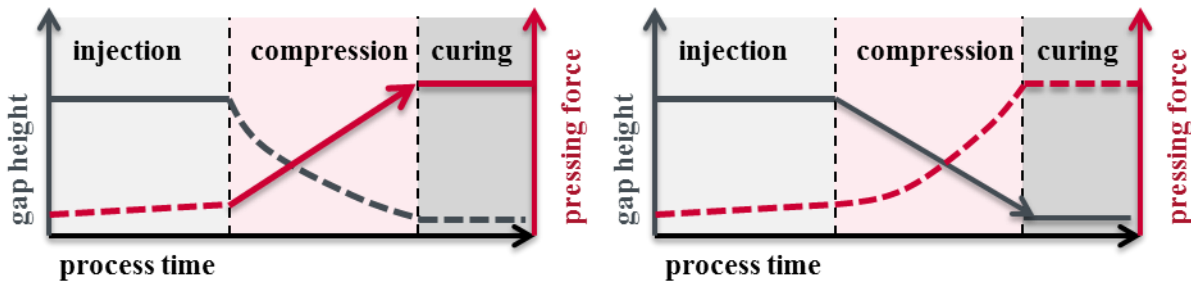 injection compression curing
gap height
pressing force
process time
injection compression curing
gap height
pressing force
process time